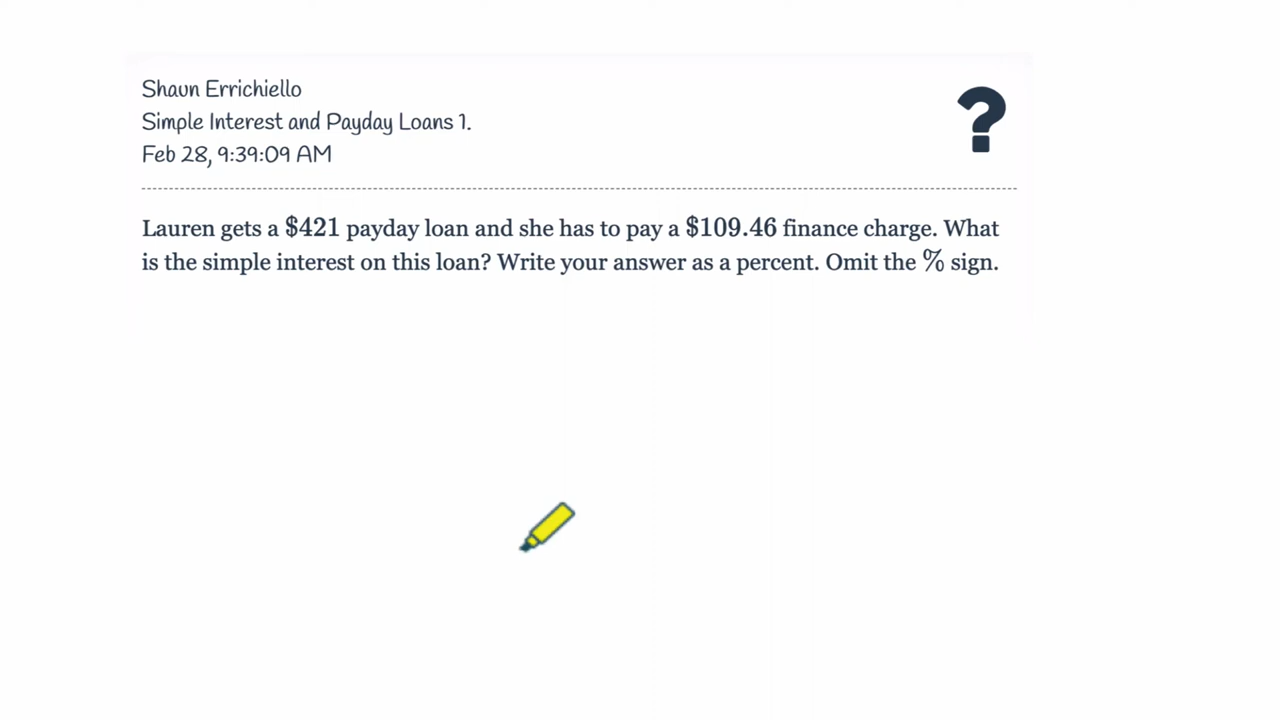 Shaun Errichiello
Simple Interest and Payday Loans 1.
Feb 28, 9:39:09 AM
?
Lauren gets a $421 payday loan and she has to pay a $109.46 finance charge. What
is the simple interest on this loan? Write your answer as a percent. Omit the % sign.